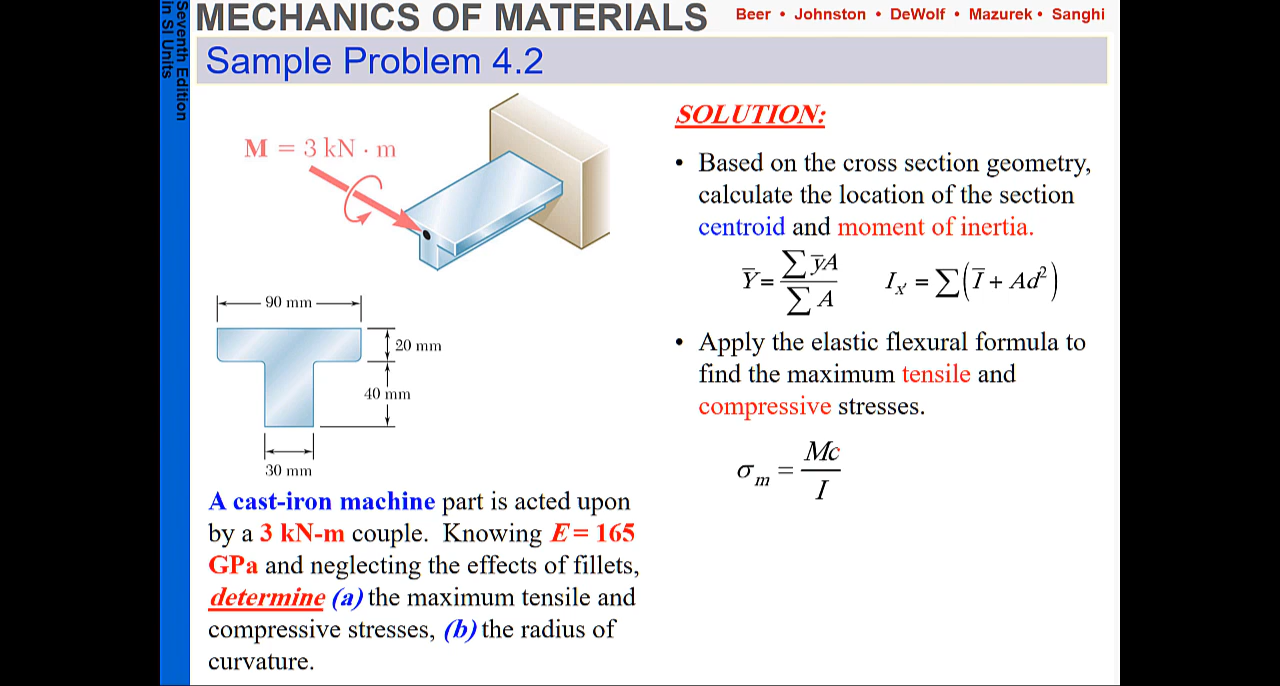 Seventh Edition
in SI Units
MECHANICS OF MATERIALS
Beer • Johnston • DeWolf • Mazurek • Sanghi
Sample Problem 4.2
M = 3 kN · m
90 mm
20 mm
40 mm
30 mm
A cast-iron machine part is acted upon
by a 3 kN-m couple. Knowing E = 165
GPa and neglecting the effects of fillets,
determine (a) the maximum tensile and
compressive stresses, (b) the radius of
curvature.
SOLUTION:
• Based on the cross section geometry,
calculate the location of the section
centroid and moment of inertia.
Y̅ = ∑y̅A / ∑A    Iₓ′ = ∑(I̅ + Ad²)
• Apply the elastic flexural formula to
find the maximum tensile and
compressive stresses.
σₘ = Mc / I